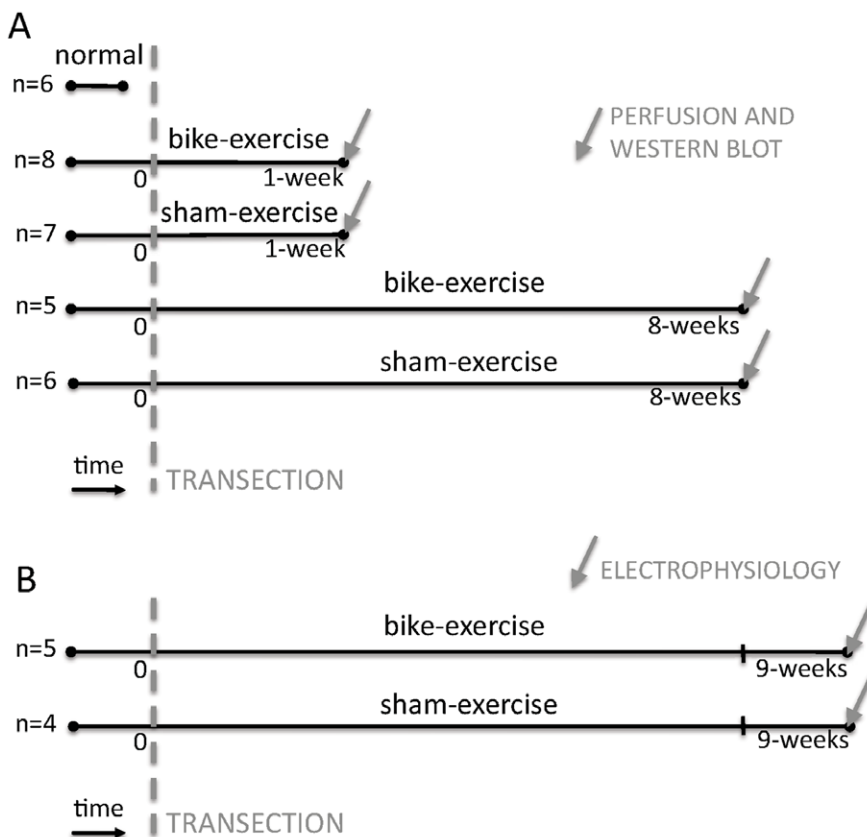 A
normal
n=6
PERFUSION AND
WESTERN BLOT
bike-exercise
n=8
0
1-week
sham-exercise
n=7
0
1-week
bike-exercise
n=5
0
8-weeks
sham-exercise
n=6
0
8-weeks
time
TRANSECTION
B
ELECTROPHYSIOLOGY
bike-exercise
n=5
0
9-weeks
sham-exercise
n=4
0
9-weeks
time
TRANSECTION